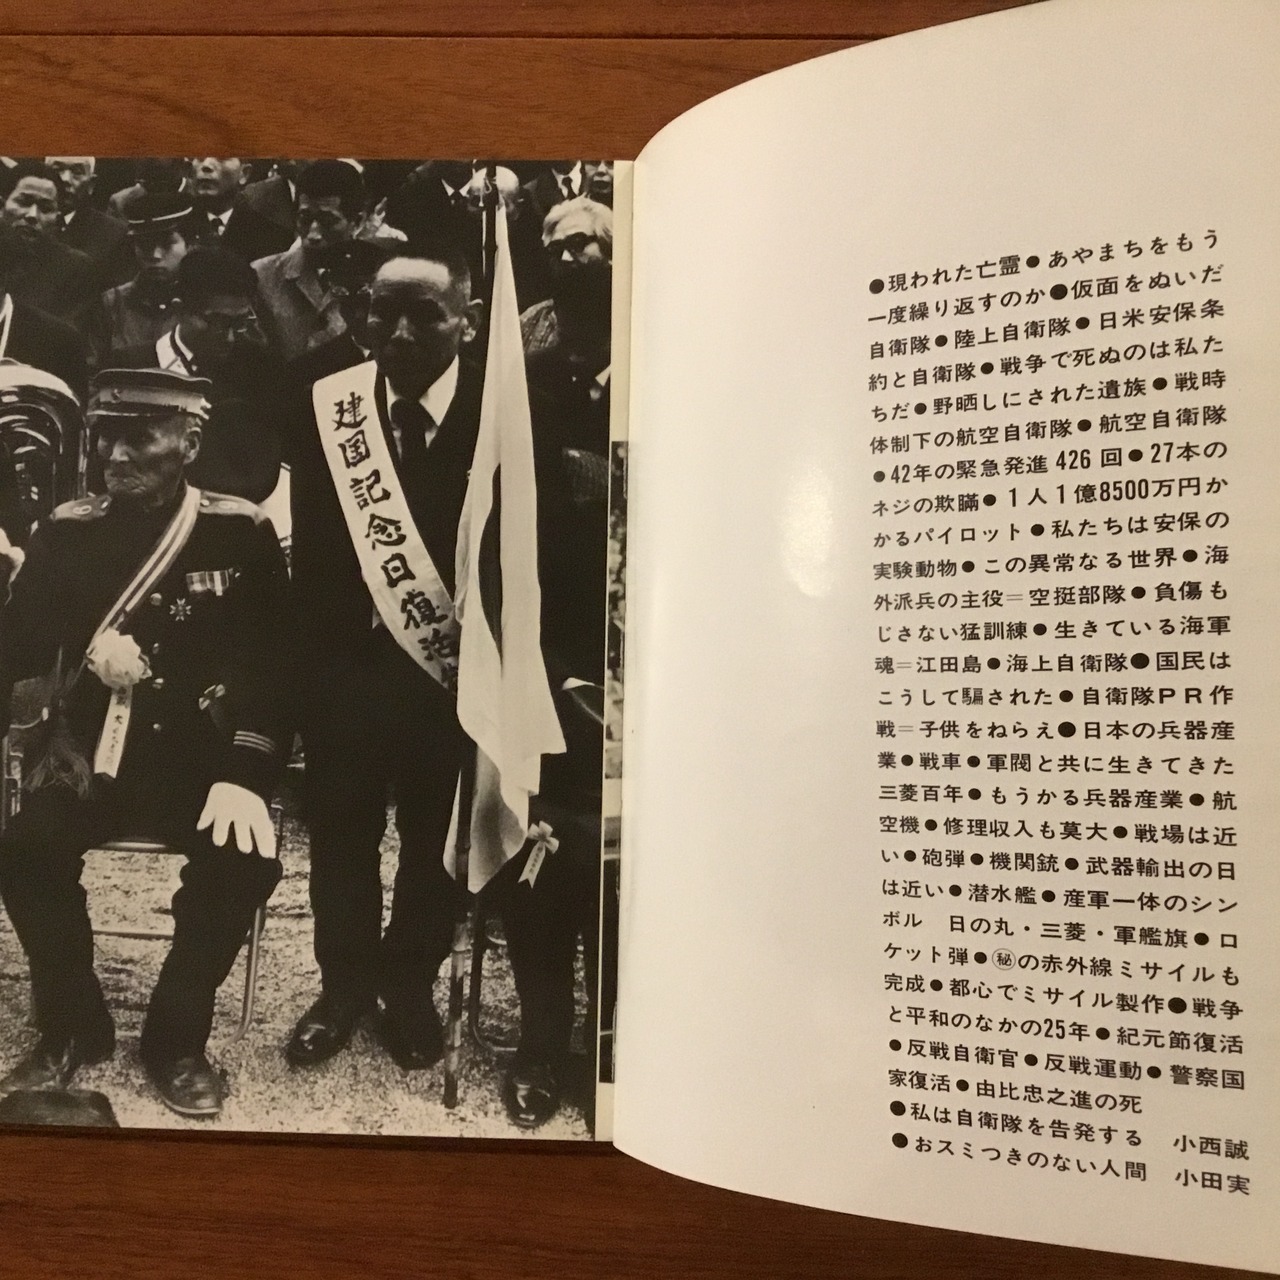 建国記念日復活
●現われた亡霊●あやまちをもう
一度繰り返すのか●仮面をぬいだ
自衛隊●陸上自衛隊●日米安保条
約と自衛隊●戦争で死ぬのは私た
ちだ●野晒しにされた遺族●戦時
体制下の航空自衛隊●航空自衛隊
●42年の緊急発進 426 回●27本の
ネジの欺瞞●１人１億8500万円か
かるパイロット●私たちは安保の
実験動物●この異常なる世界●海
外派兵の主役＝空挺部隊●負傷も
じさない猛訓練●生きている海軍
魂＝江田島●海上自衛隊●国民は
こうして騙された●自衛隊ＰＲ作
戦＝子供をねらえ●日本の兵器産
業●戦車●軍閥と共に生きてきた
三菱百年●もうかる兵器産業●航
空機●修理収入も莫大●戦場は近
い●砲弾●機関銃●武器輸出の日
は近い●潜水艦●産軍一体のシン
ボル　日の丸・三菱・軍艦旗●ロ
ケット弾●㊙の赤外線ミサイルも
完成●都心でミサイル製作●戦争
と平和のなかの25年●紀元節復活
●反戦自衛官●反戦運動●警察国
家復活●由比忠之進の死
●私は自衛隊を告発する　小西誠
●おスミつきのない人間　小田実